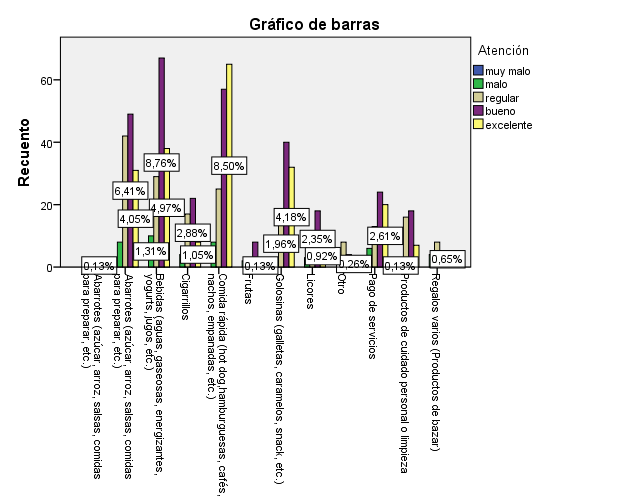 Gráfico de barras
Atención
muy malo
malo
regular
bueno
excelente
Recuento
60
40
20
0
8,76%
8,50%
6,41%
4,97%
4,05%
4,18%
2,88%
2,35%
2,61%
1,31%
1,05%
1,96%
0,92%
0,13%
0,13%
0,26%
0,13%
0,65%
Abarrotes (azúcar, arroz, salsas, comidas
para preparar, etc.)
Abarrotes (azúcar, arroz, salsas, comidas
para preparar, etc.)
Bebidas (aguas, gaseosas, energizantes,
yogurts, jugos, etc.)
Cigarrillos
Comida rápida (hot dog,hamburguesas, cafés,
nachos, empanadas, etc.)
Frutas
Golosinas (galletas, caramelos, snack, etc.)
Licores
Otro
Pago de servicios
Productos de cuidado personal o limpieza
Regalos varios (Productos de bazar)